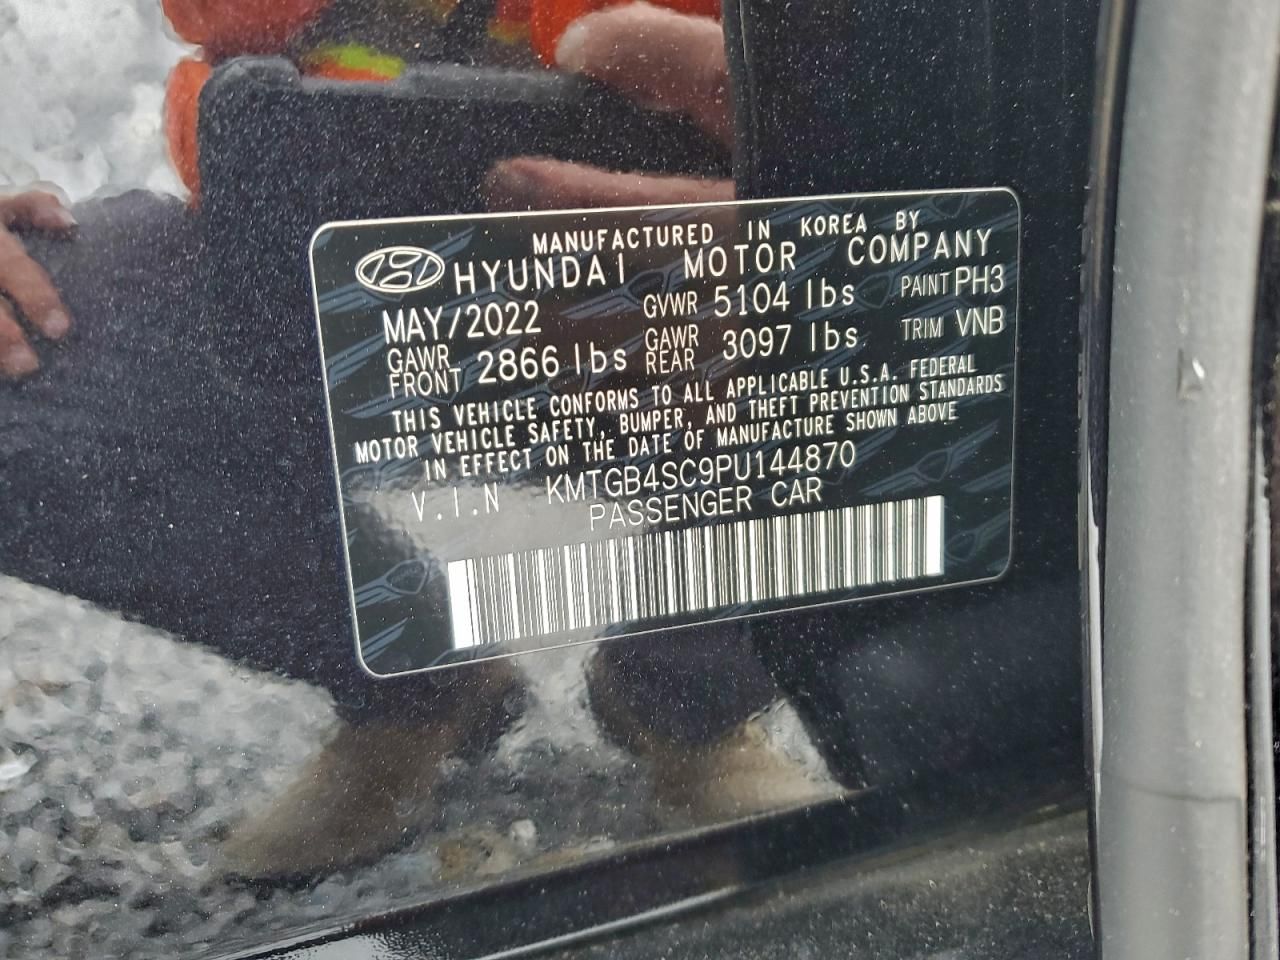 MANUFACTURED IN KOREA BY
HYUNDAI MOTOR COMPANY
MAY/2022 GVWR 5104 lbs PAINT PH3
GAWR FRONT 2866 lbs GAWR REAR 3097 lbs TRIM VNB
THIS VEHICLE CONFORMS TO ALL APPLICABLE U.S.A. FEDERAL
MOTOR VEHICLE SAFETY, BUMPER, AND THEFT PREVENTION STANDARDS
IN EFFECT ON THE DATE OF MANUFACTURE SHOWN ABOVE
V.I.N KMTGB4SC9PU144870
PASSENGER CAR